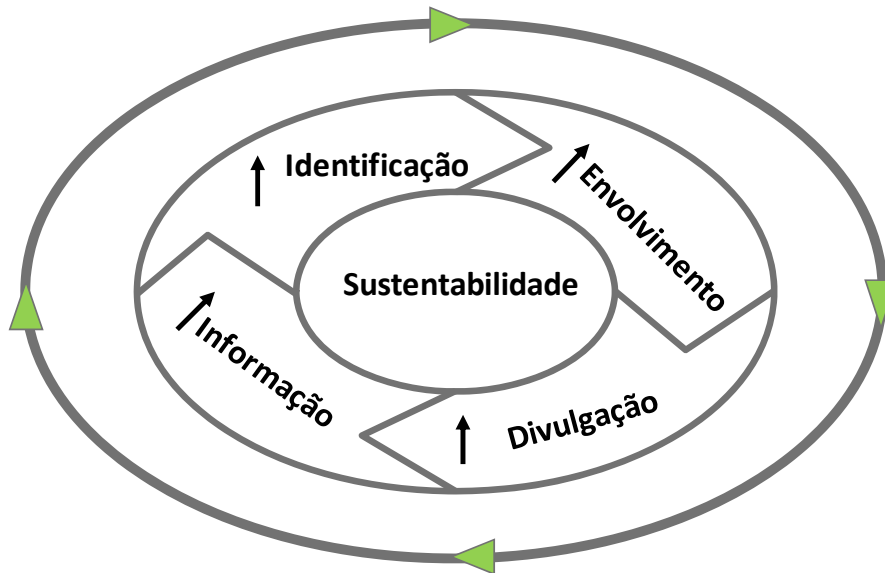 Identificação
Envolvimento
Sustentabilidade
Informação
Divulgação